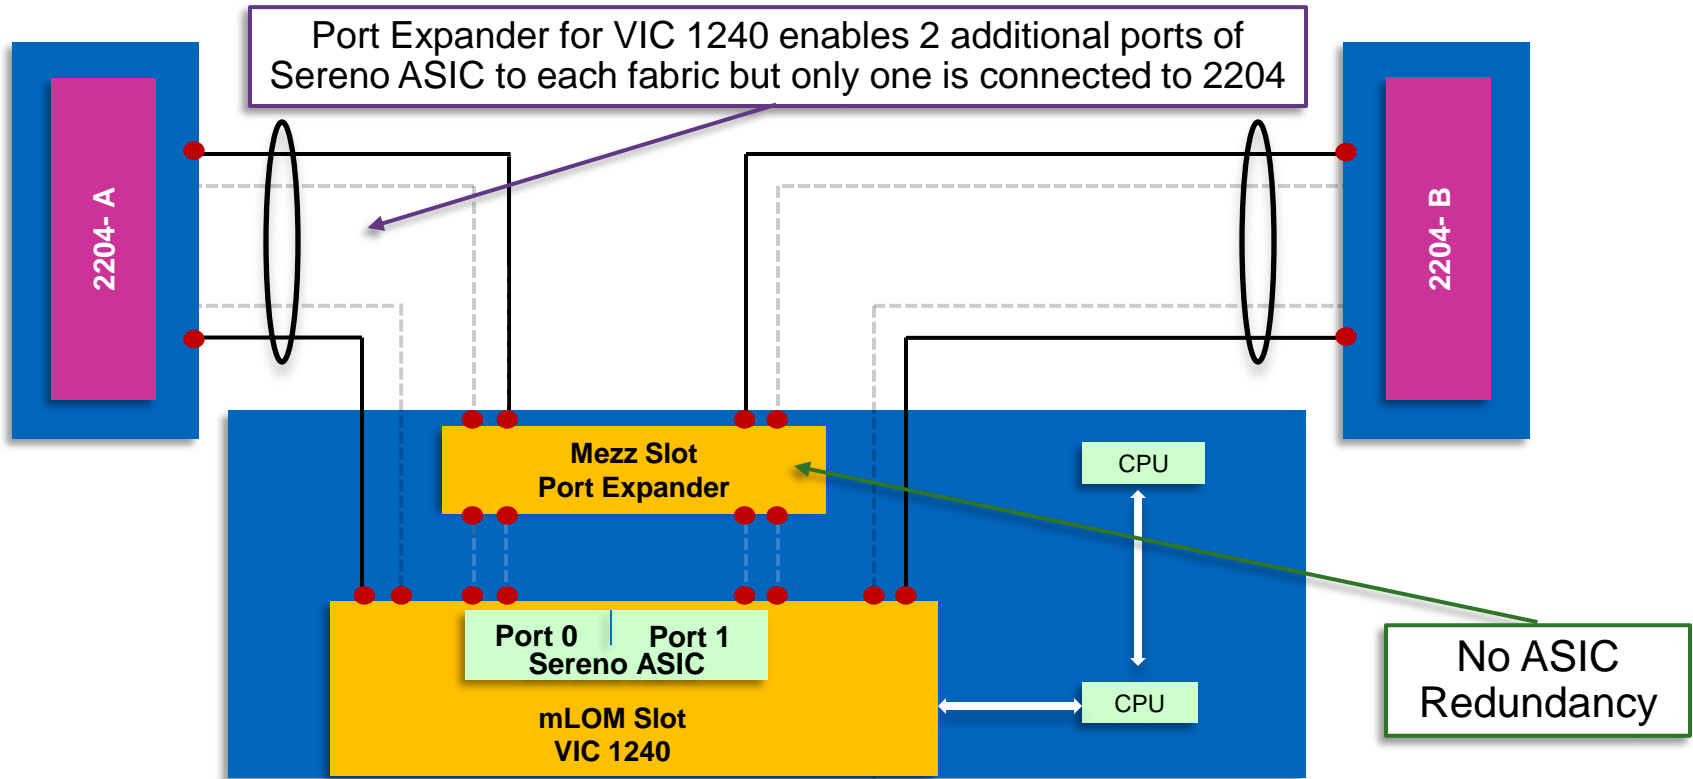 Port Expander for VIC 1240 enables 2 additional ports of
Sereno ASIC to each fabric but only one is connected to 2204
2204- A
2204- B
Mezz Slot
Port Expander
CPU
Port 0
Port 1
Sereno ASIC
mLOM Slot
VIC 1240
CPU
No ASIC
Redundancy